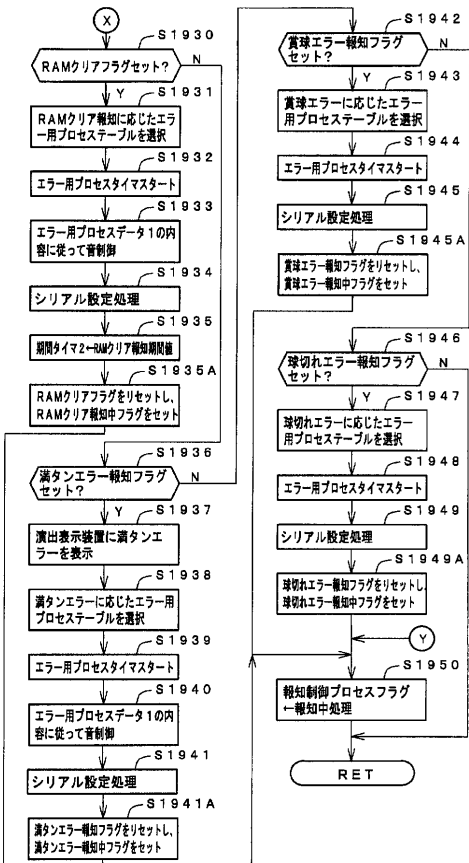 X
S1930
RAMクリアフラグセット?
N
Y
S1931
RAMクリア報知に応じたエラ
ー用プロセステーブルを選択
S1932
エラー用プロセスタイマスタート
S1933
エラー用プロセスデータ1の内
容に従って音制御
S1934
シリアル設定処理
S1935
期間タイマ2←RAMクリア報知期間値
S1935A
RAMクリアフラグをリセットし、
RAMクリア報知中フラグをセット
S1936
満タンエラー報知フラグ
セット?
N
Y
S1937
演出表示装置に満タンエ
ラーを表示
S1938
満タンエラーに応じたエラー用
プロセステーブルを選択
S1939
エラー用プロセスタイマスタート
S1940
エラー用プロセスデータ1の内
容に従って音制御
S1941
シリアル設定処理
S1941A
満タンエラー報知フラグをリセットし、
満タンエラー報知中フラグをセット
S1942
賞球エラー報知フラグ
セット?
N
Y
S1943
賞球エラーに応じたエラー
用プロセステーブルを選択
S1944
エラー用プロセスタイマスタート
S1945
シリアル設定処理
S1945A
賞球エラー報知フラグをリセットし、
賞球エラー報知中フラグをセット
S1946
球切れエラー報知フラグ
セット?
N
Y
S1947
球切れエラーに応じたエラー
用プロセステーブルを選択
S1948
エラー用プロセスタイマスタート
S1949
シリアル設定処理
S1949A
球切れエラー報知フラグをリセットし、
球切れエラー報知中フラグをセット
Y
S1950
報知制御プロセスフラグ
←報知中処理
RET